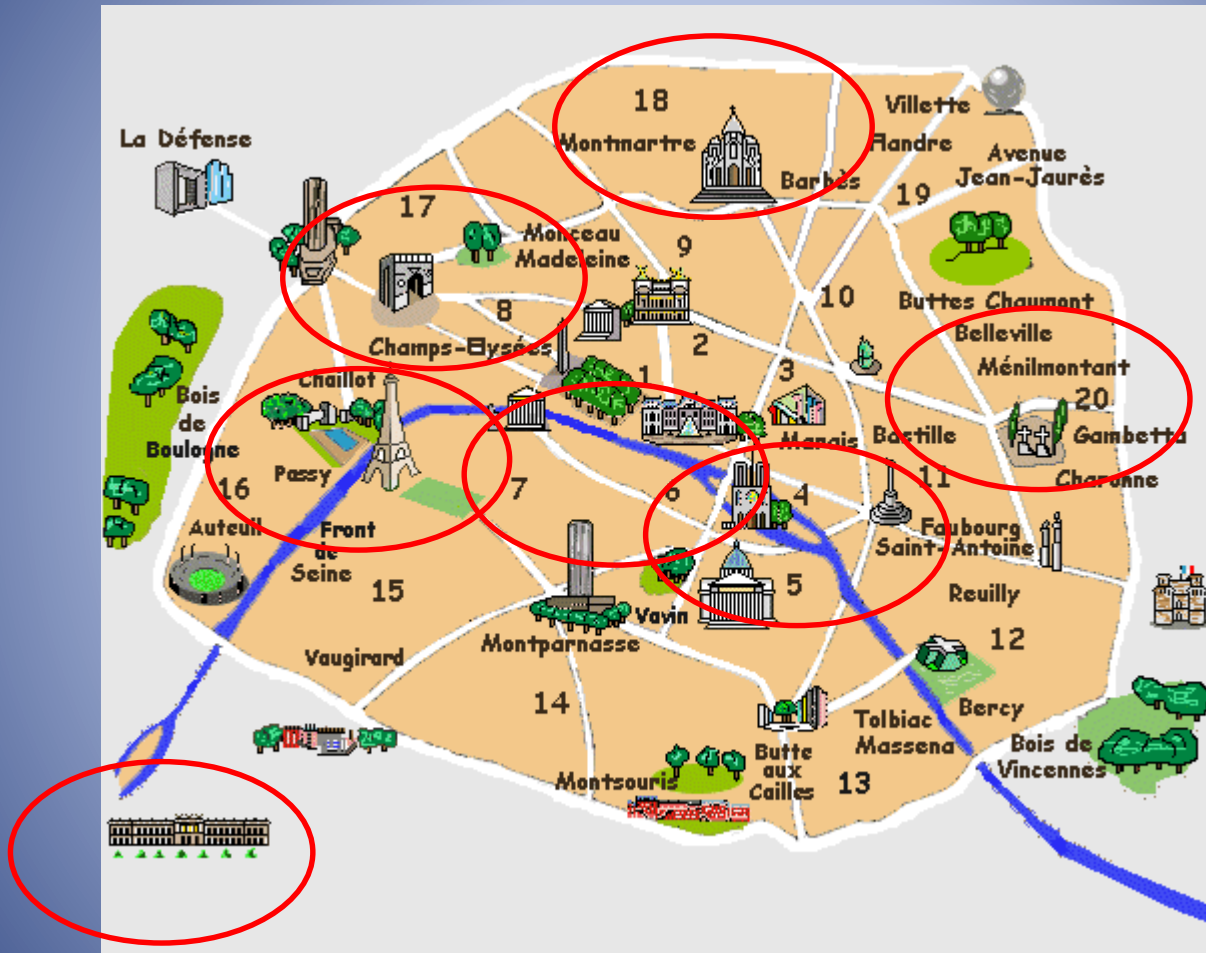 18
Villette
La Défense
Montmartre
Flandre
Avenue
Jean-Jaurès
Barbès
19
17
Monceau
Madeleine
9
10
Buttes Chaumont
8
Champs-Elysées
2
Belleville
Ménilmontant
Chaillot
1
3
20
Bois
de
Boulogne
Marais
Bastille
Gambetta
Passy
16
7
6
4
11
Charonne
Auteuil
Front
de
Seine
Faubourg
Saint-Antoine
15
5
Reuilly
Vavin
Montparnasse
12
Vaugirard
14
Bercy
Tolbiac
Massena
Butte
aux
Cailles
Bois de
Vincennes
Montsouris
13